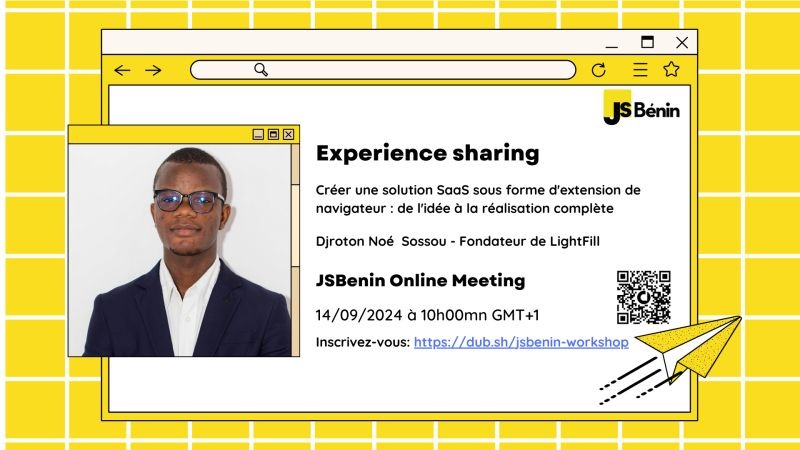 JS Bénin
Experience sharing
Créer une solution SaaS sous forme d'extension de
navigateur : de l'idée à la réalisation complète
Djroton Noé Sossou - Fondateur de LightFill
JSBenin Online Meeting
14/09/2024 à 10h00mn GMT+1
Inscrivez-vous: https://dub.sh/jsbenin-workshop